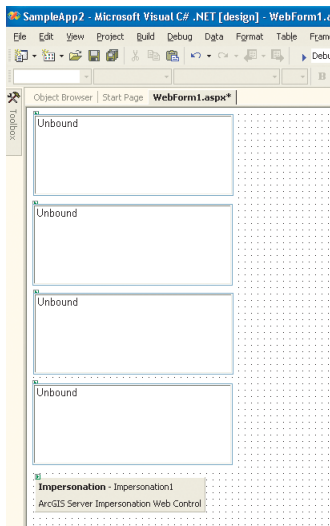 SampleApp2 - Microsoft Visual C# .NET [design] - WebForm1.a
File Edit View Project Build Debug Data Format Table Fram
Debu
B
Object Browser Start Page WebForm1.aspx*
Toolbox
Unbound
Unbound
Unbound
Unbound
Impersonation - Impersonation1
ArcGIS Server Impersonation Web Control